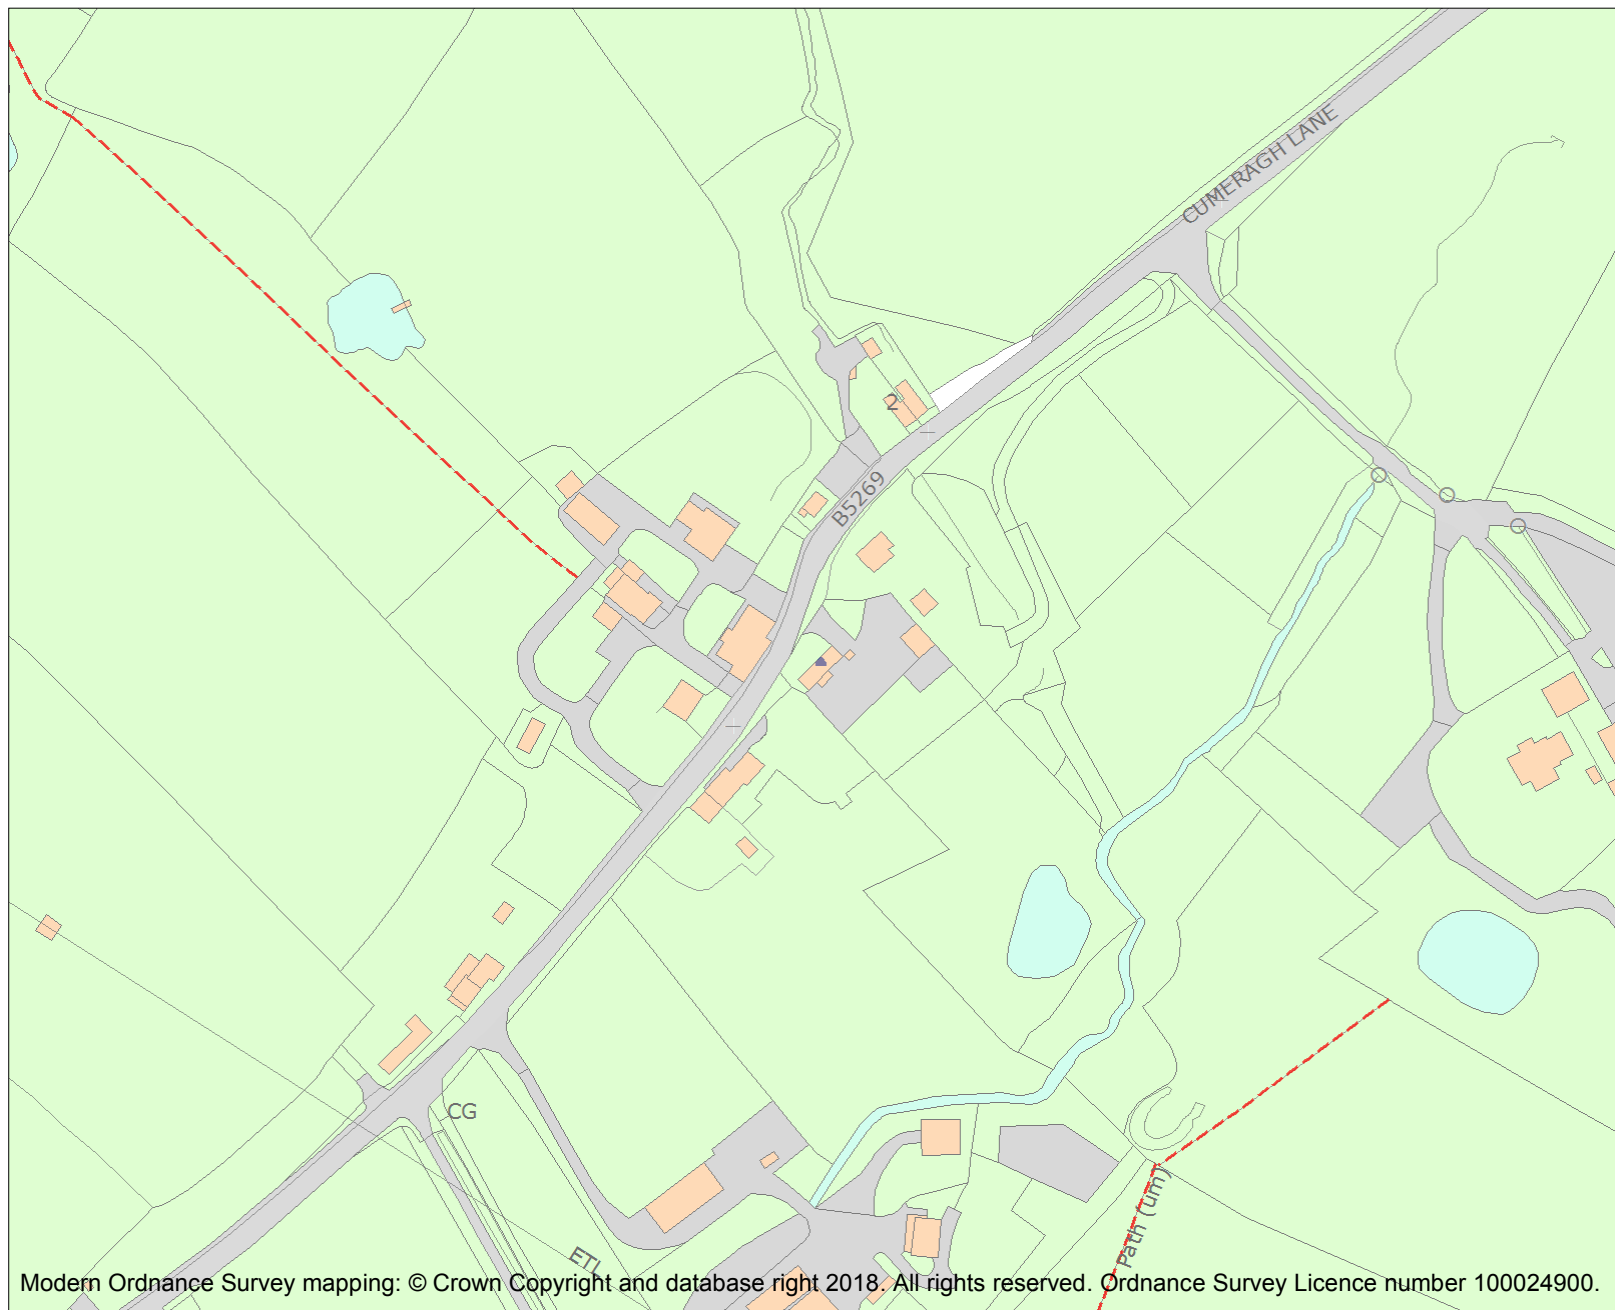 CUMERAGH LANE
2
B5269
CG
Path (um)
ETL
Modern Ordnance Survey mapping: © Crown Copyright and database right 2018. All rights reserved. Ordnance Survey Licence number 100024900.